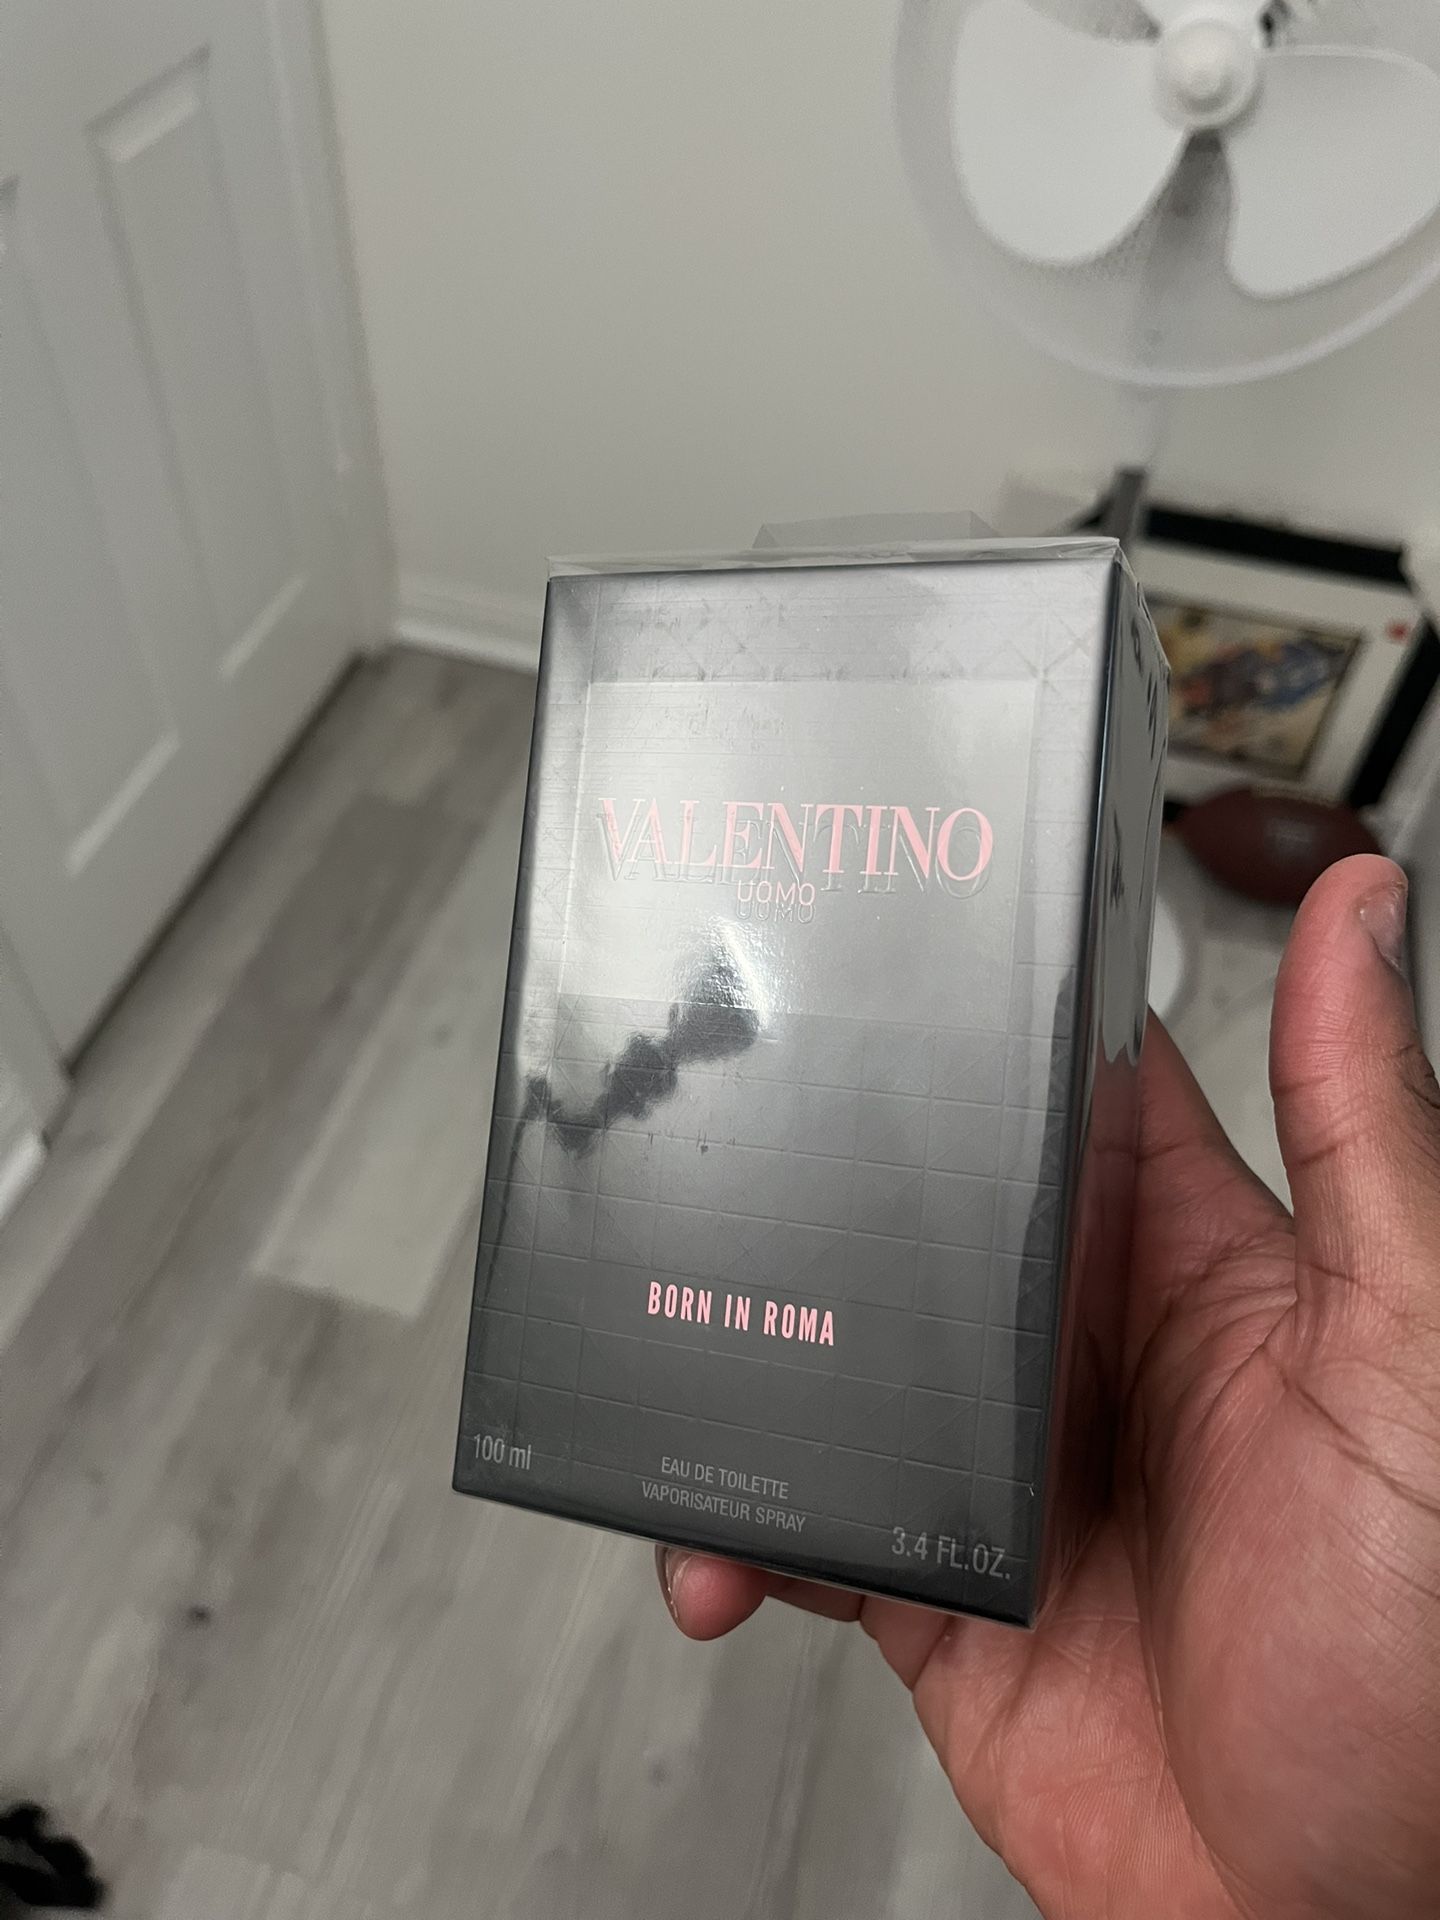 VALENTINO
UOMO
BORN IN ROMA
100 ml
EAU DE TOILETTE
VAPORISATEUR SPRAY
3.4 FL.OZ.